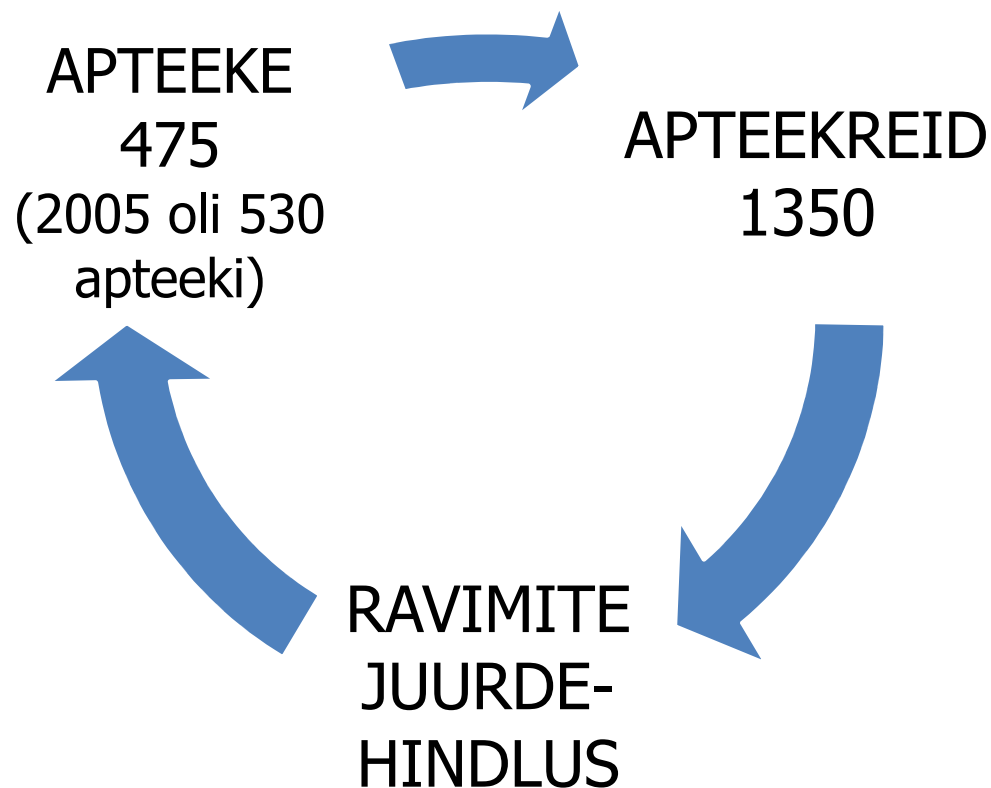 APTEEKE
475
(2005 oli 530
apteeki)
APTEEKREID
1350
RAVIMITE
JUURDE-
HINDLUS